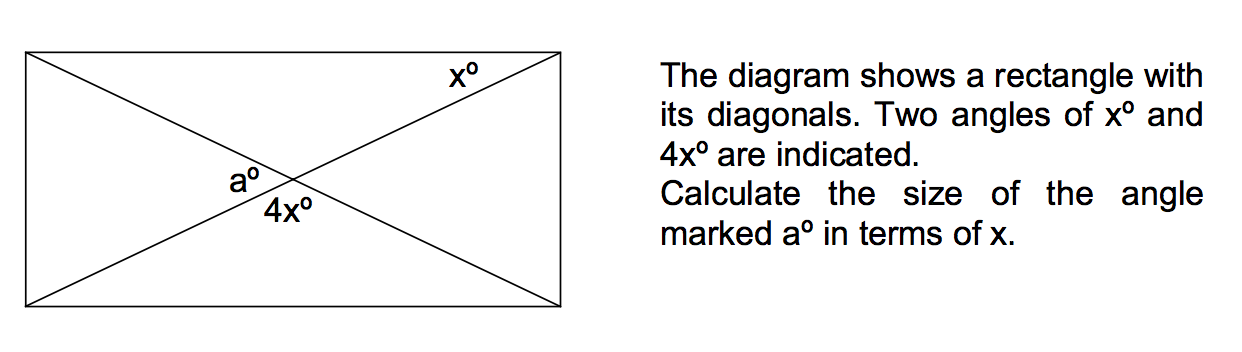 xº
aº
4xº
The diagram shows a rectangle with
its diagonals. Two angles of xº and
4xº are indicated.
Calculate the size of the angle
marked aº in terms of x.